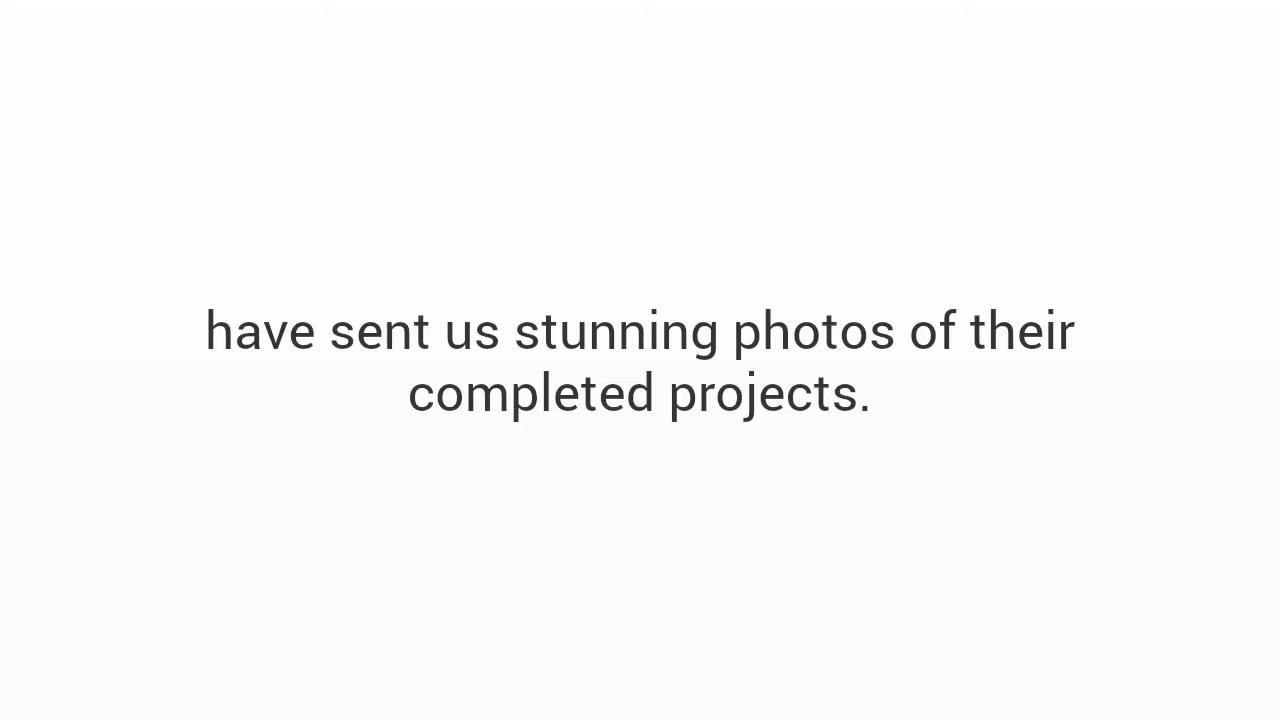 have sent us stunning photos of their
completed projects.